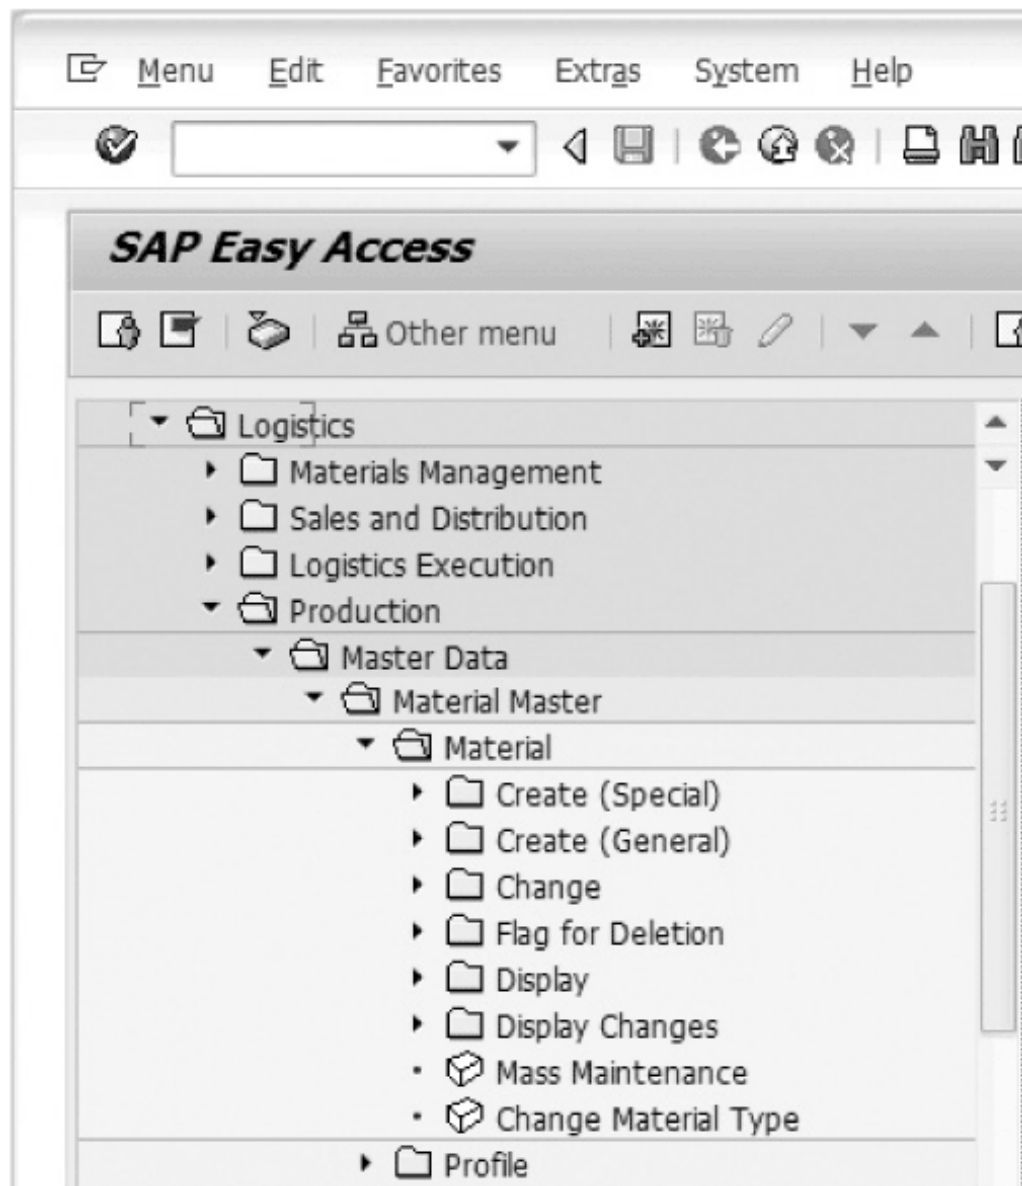 Menu Edit Favorites Extras System Help
SAP Easy Access
Other menu
Logistics
Materials Management
Sales and Distribution
Logistics Execution
Production
Master Data
Material Master
Material
Create (Special)
Create (General)
Change
Flag for Deletion
Display
Display Changes
Mass Maintenance
Change Material Type
Profile